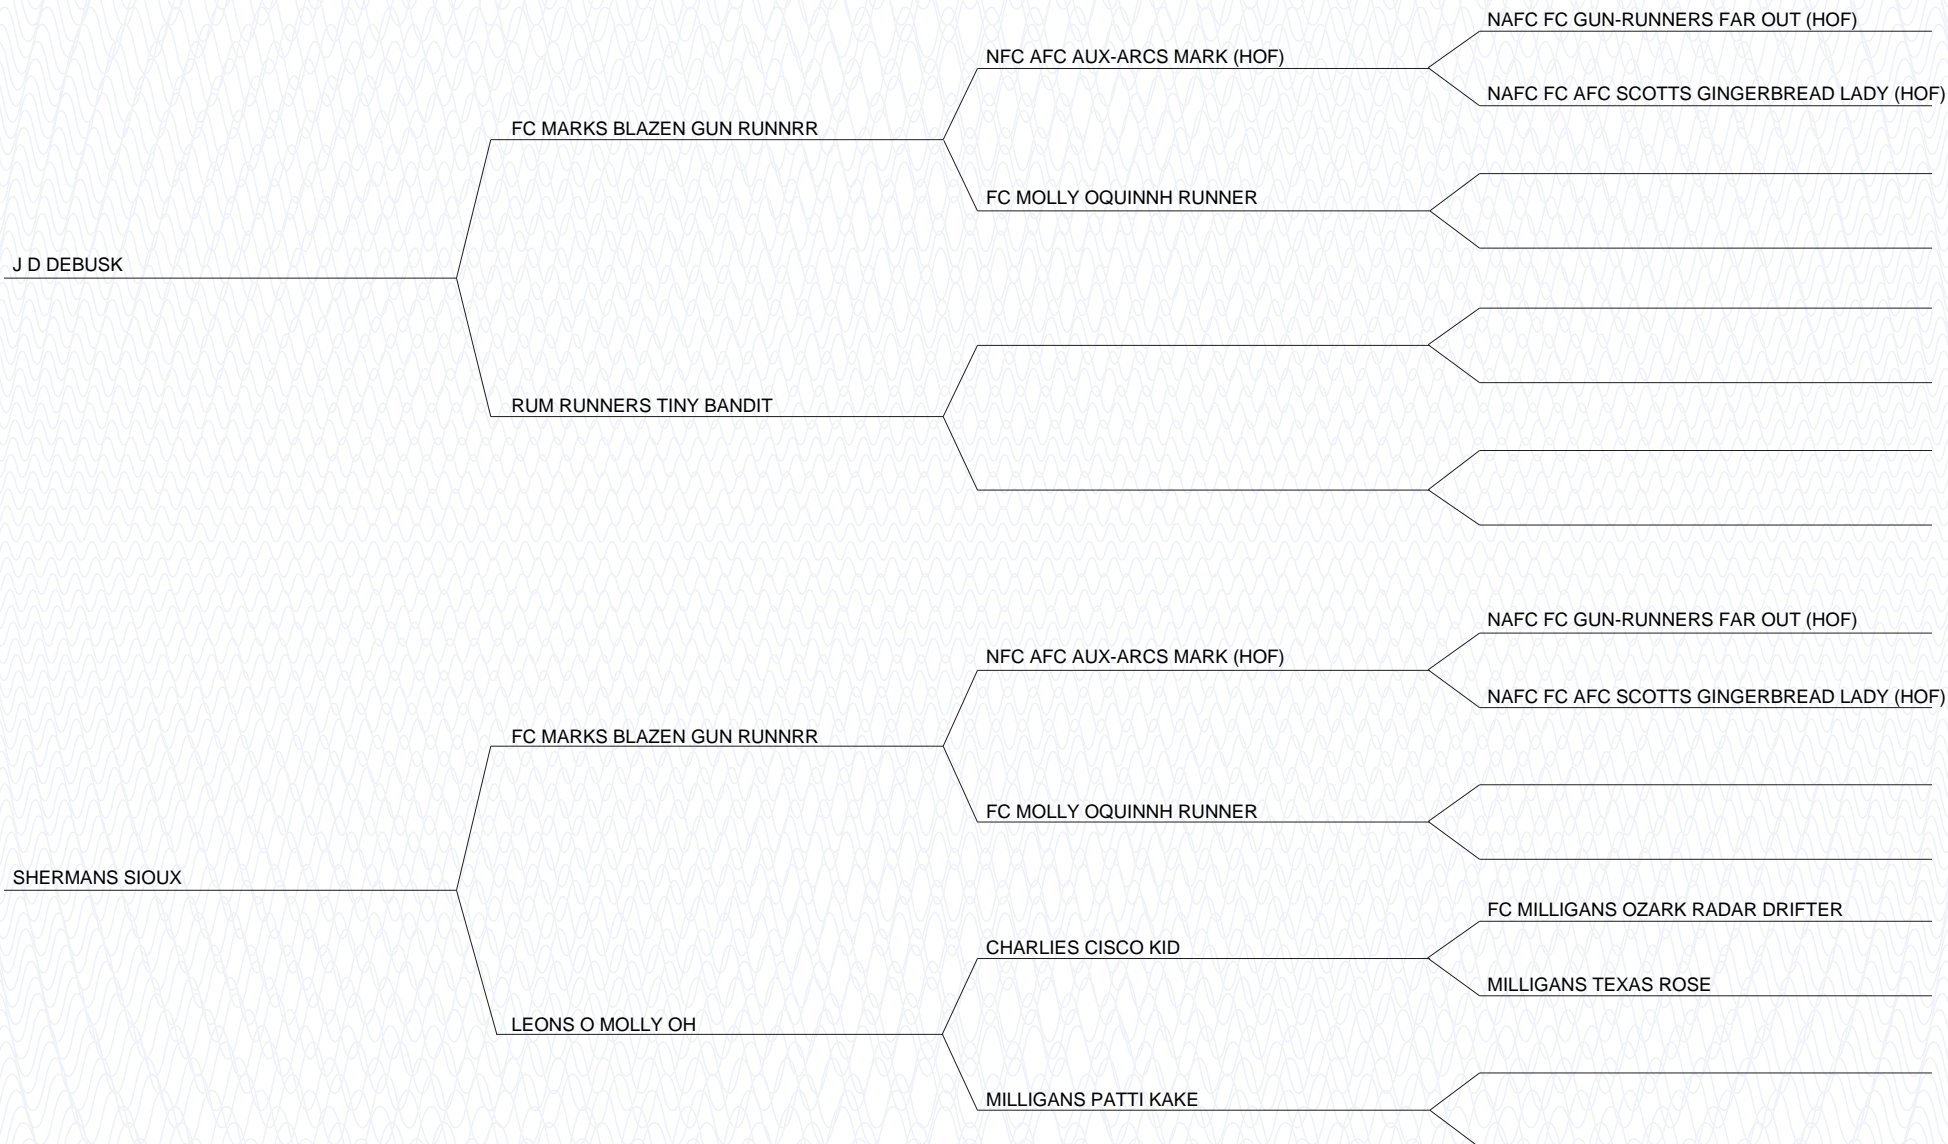 NAFC FC GUN-RUNNERS FAR OUT (HOF)
NFC AFC AUX-ARCS MARK (HOF)
NAFC FC AFC SCOTTS GINGERBREAD LADY (HOF)
FC MARKS BLAZEN GUN RUNNRR
FC MOLLY OQUINNH RUNNER
J D DEBUSK
RUM RUNNERS TINY BANDIT
NAFC FC GUN-RUNNERS FAR OUT (HOF)
NFC AFC AUX-ARCS MARK (HOF)
NAFC FC AFC SCOTTS GINGERBREAD LADY (HOF)
FC MARKS BLAZEN GUN RUNNRR
FC MOLLY OQUINNH RUNNER
SHERMANS SIOUX
FC MILLIGANS OZARK RADAR DRIFTER
CHARLIES CISCO KID
MILLIGANS TEXAS ROSE
LEONS O MOLLY OH
MILLIGANS PATTI KAKE